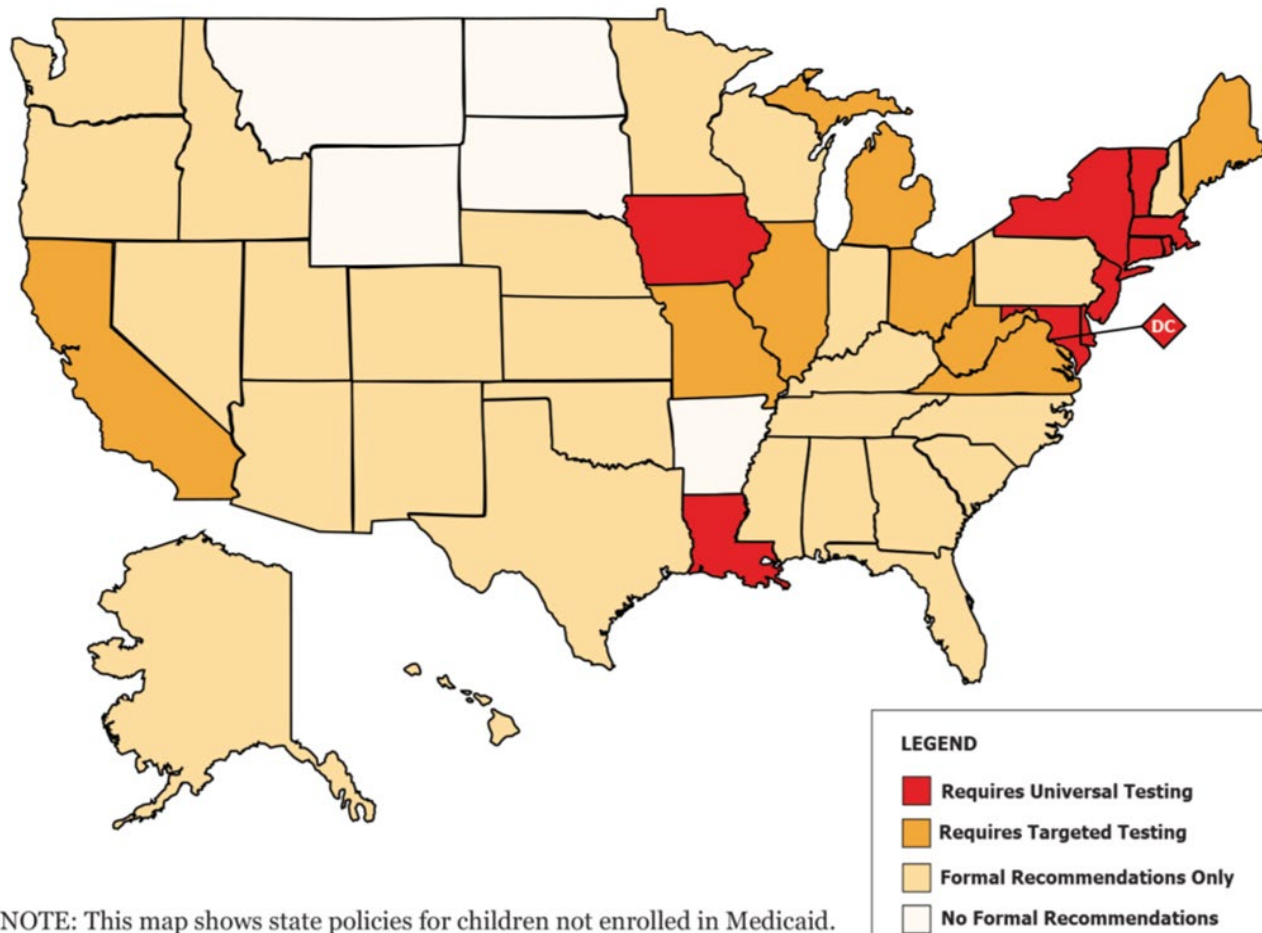 DC
LEGEND
Requires Universal Testing
Requires Targeted Testing
Formal Recommendations Only
No Formal Recommendations
NOTE: This map shows state policies for children not enrolled in Medicaid.